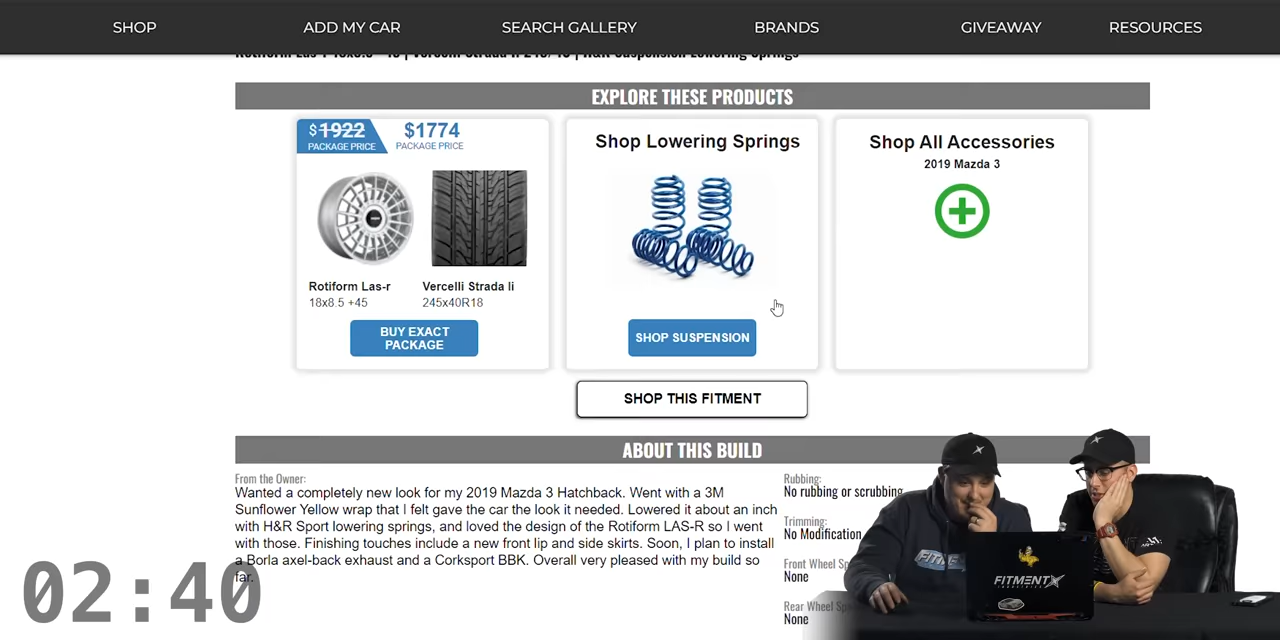 SHOP
ADD MY CAR
SEARCH GALLERY
BRANDS
GIVEAWAY
RESOURCES
EXPLORE THESE PRODUCTS
$1922
PACKAGE PRICE
$1774
PACKAGE PRICE
Rotiform Las-r
18x8.5 +45
Vercelli Strada Ii
245x40R18
BUY EXACT
PACKAGE
Shop Lowering Springs
SHOP SUSPENSION
Shop All Accessories
2019 Mazda 3
SHOP THIS FITMENT
ABOUT THIS BUILD
From the Owner:
Wanted a completely new look for my 2019 Mazda 3 Hatchback. Went with a 3M
Sunflower Yellow wrap that I felt gave the car the look it needed. Lowered it about an inch
with H&R Sport lowering springs, and loved the design of the Rotiform LAS-R so I went
with those. Finishing touches include a new front lip and side skirts. Soon, I plan to install
a Borla axel-back exhaust and a Corksport BBK. Overall very pleased with my build so
far.
Rubbing:
No rubbing or scrubbing
Trimming:
No Modification
Front Wheel
None
Rear Wheel
None
02:40
FITMENT
INDUSTRIES